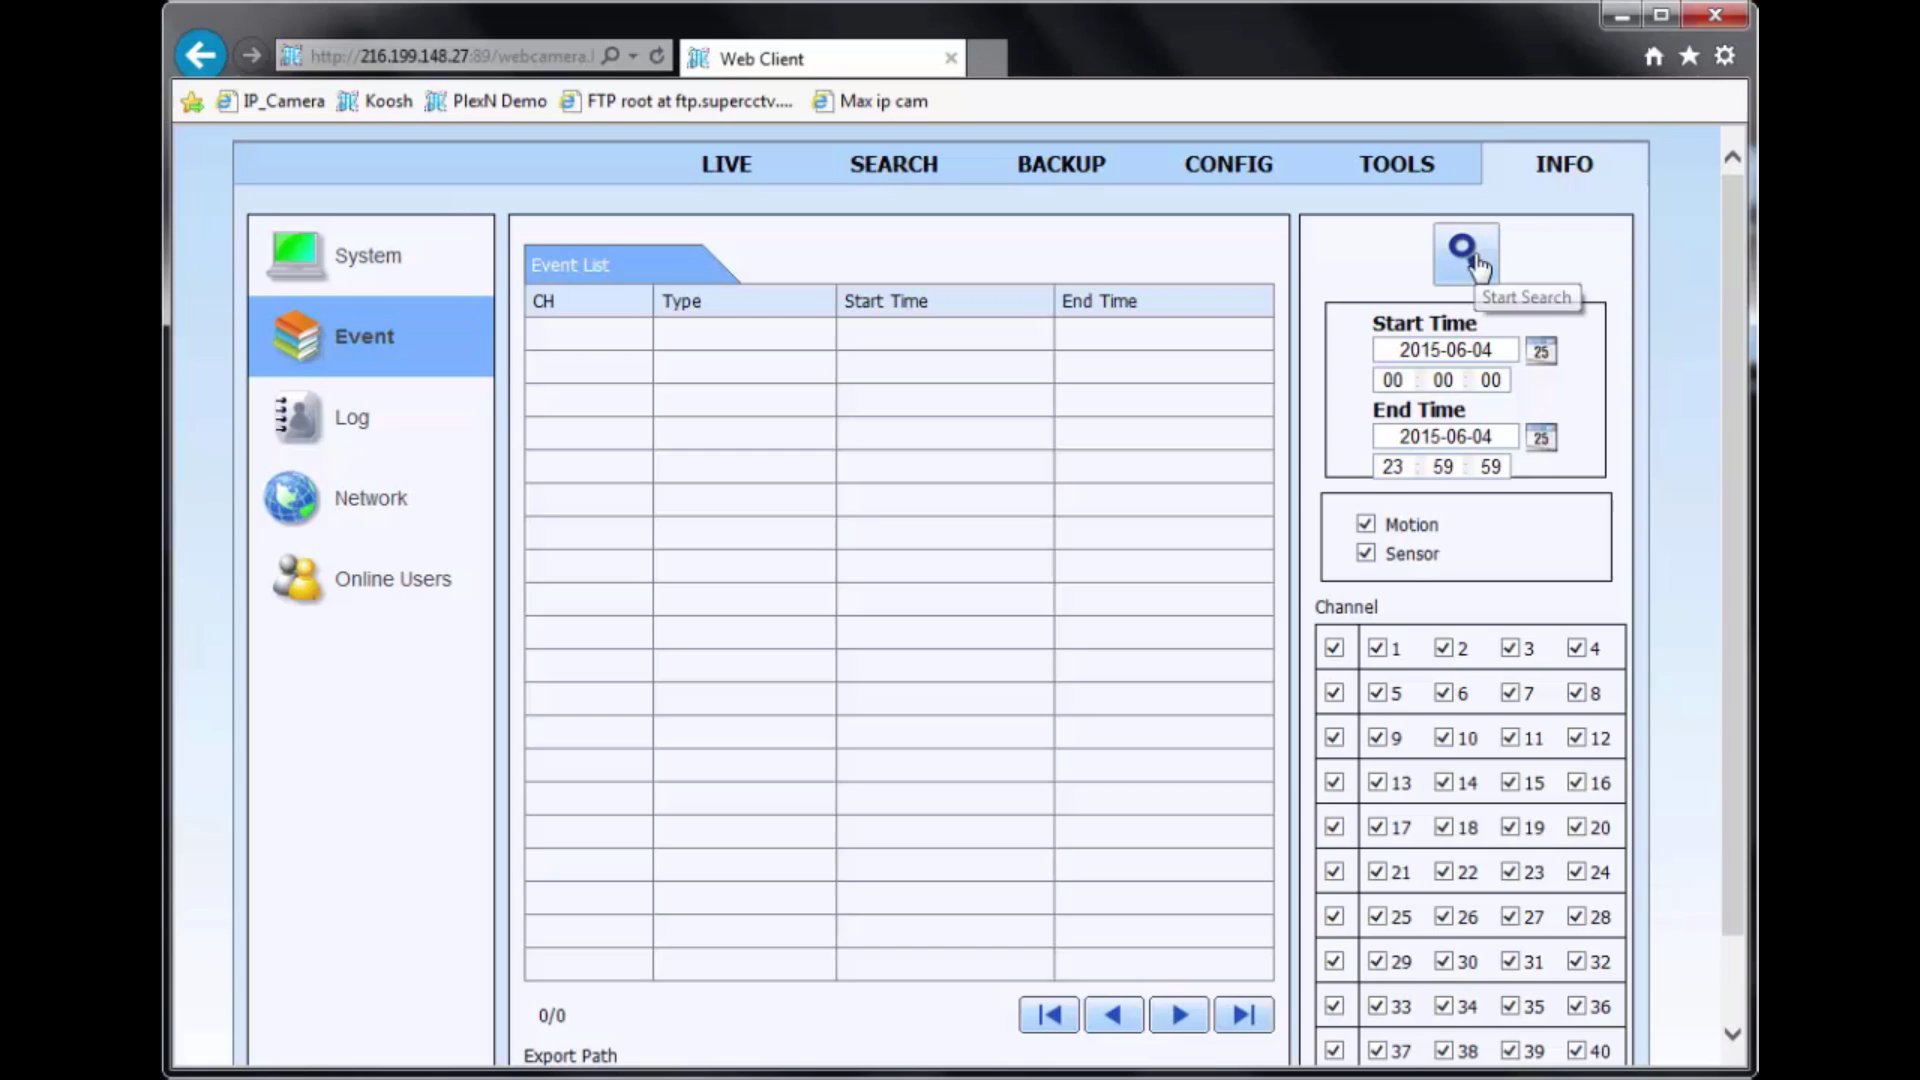 http://216.199.148.27:89/webcamera.
Web Client
IP_Camera Koosh PlexN Demo FTP root at ftp.supercctv.... Max ip cam
LIVE SEARCH BACKUP CONFIG TOOLS INFO
System
Event
Log
Network
Online Users
Event List
CH Type Start Time End Time
0/0
Export Path
Start Search
Start Time
2015-06-04 25
00 : 00 : 00
End Time
2015-06-04 25
23 : 59 : 59
Motion
Sensor
Channel
1 2 3 4
5 6 7 8
9 10 11 12
13 14 15 16
17 18 19 20
21 22 23 24
25 26 27 28
29 30 31 32
33 34 35 36
37 38 39 40